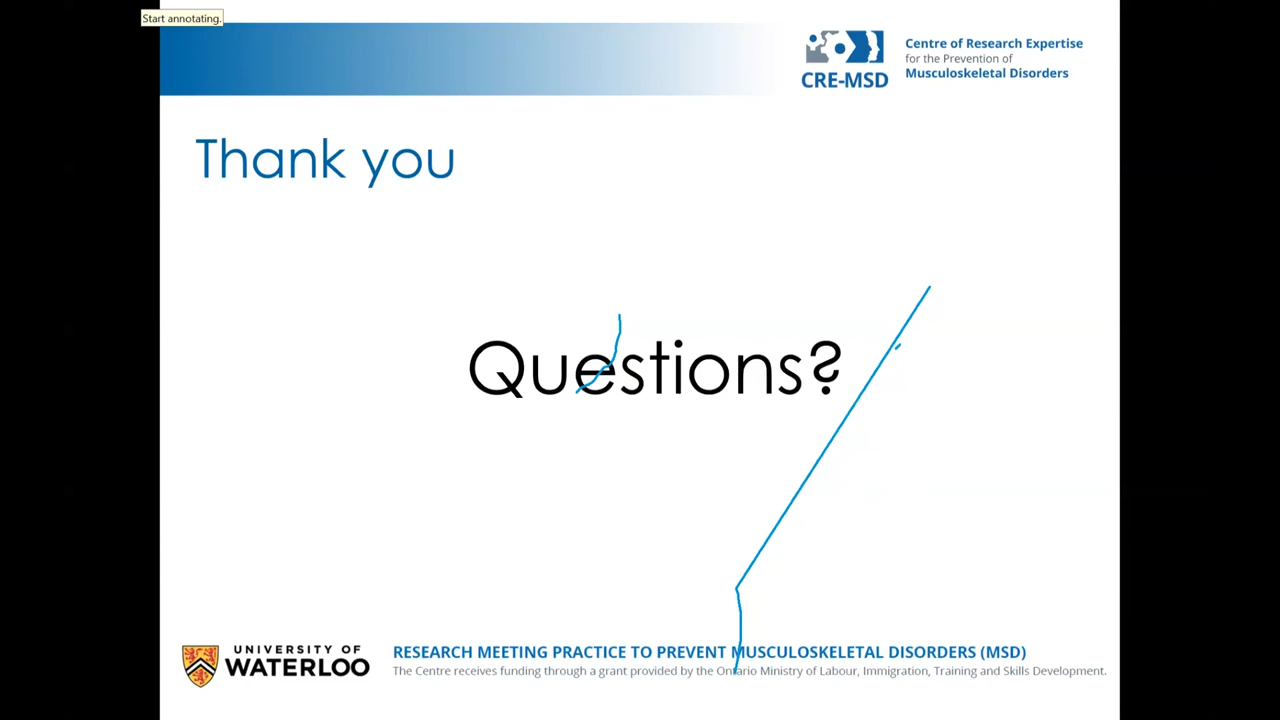 Start annotating.
Centre of Research Expertise
for the Prevention of
Musculoskeletal Disorders
CRE-MSD
Thank you
Questions?
UNIVERSITY OF
WATERLOO
RESEARCH MEETING PRACTICE TO PREVENT MUSCULOSKELETAL DISORDERS (MSD)
The Centre receives funding through a grant provided by the Ontario Ministry of Labour, Immigration, Training and Skills Development.